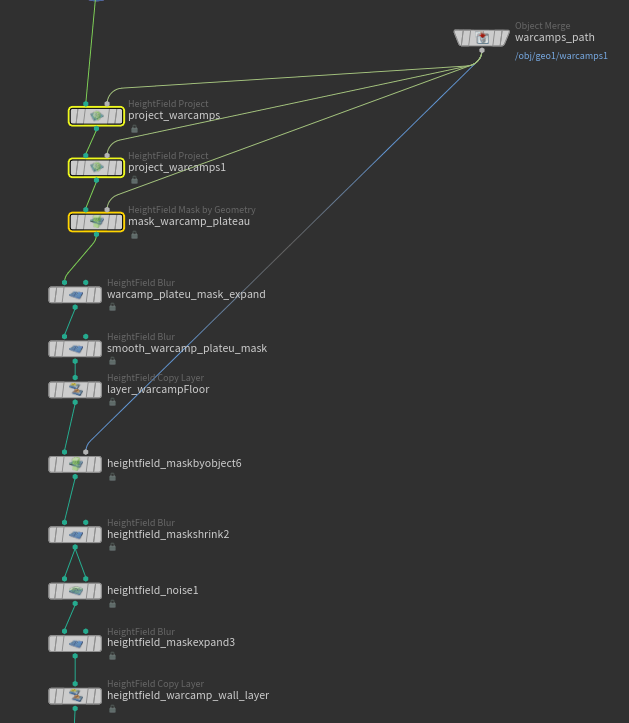 Object Merge
warcamps_path
/obj/geo1/warcamps1
HeightField Project
project_warcamps
HeightField Project
project_warcamps1
HeightField Mask by Geometry
mask_warcamp_plateau
HeightField Blur
warcamp_plateu_mask_expand
HeightField Blur
smooth_warcamp_plateu_mask
HeightField Copy Layer
layer_warcampFloor
heightfield_maskbyobject6
HeightField Blur
heightfield_maskshrink2
heightfield_noise1
HeightField Blur
heightfield_maskexpand3
HeightField Copy Layer
heightfield_warcamp_wall_layer